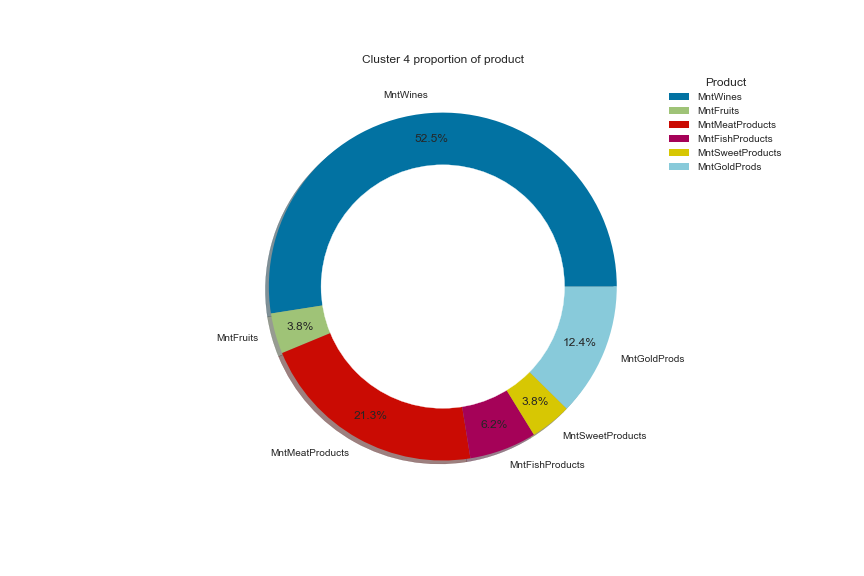 Cluster 4 proportion of product
Product
MntWines
MntFruits
MntMeatProducts
MntFishProducts
MntSweetProducts
MntGoldProds
MntWines
52.5%
3.8%
MntFruits
12.4%
MntGoldProds
3.8%
21.3%
6.2%
MntSweetProducts
MntMeatProducts
MntFishProducts